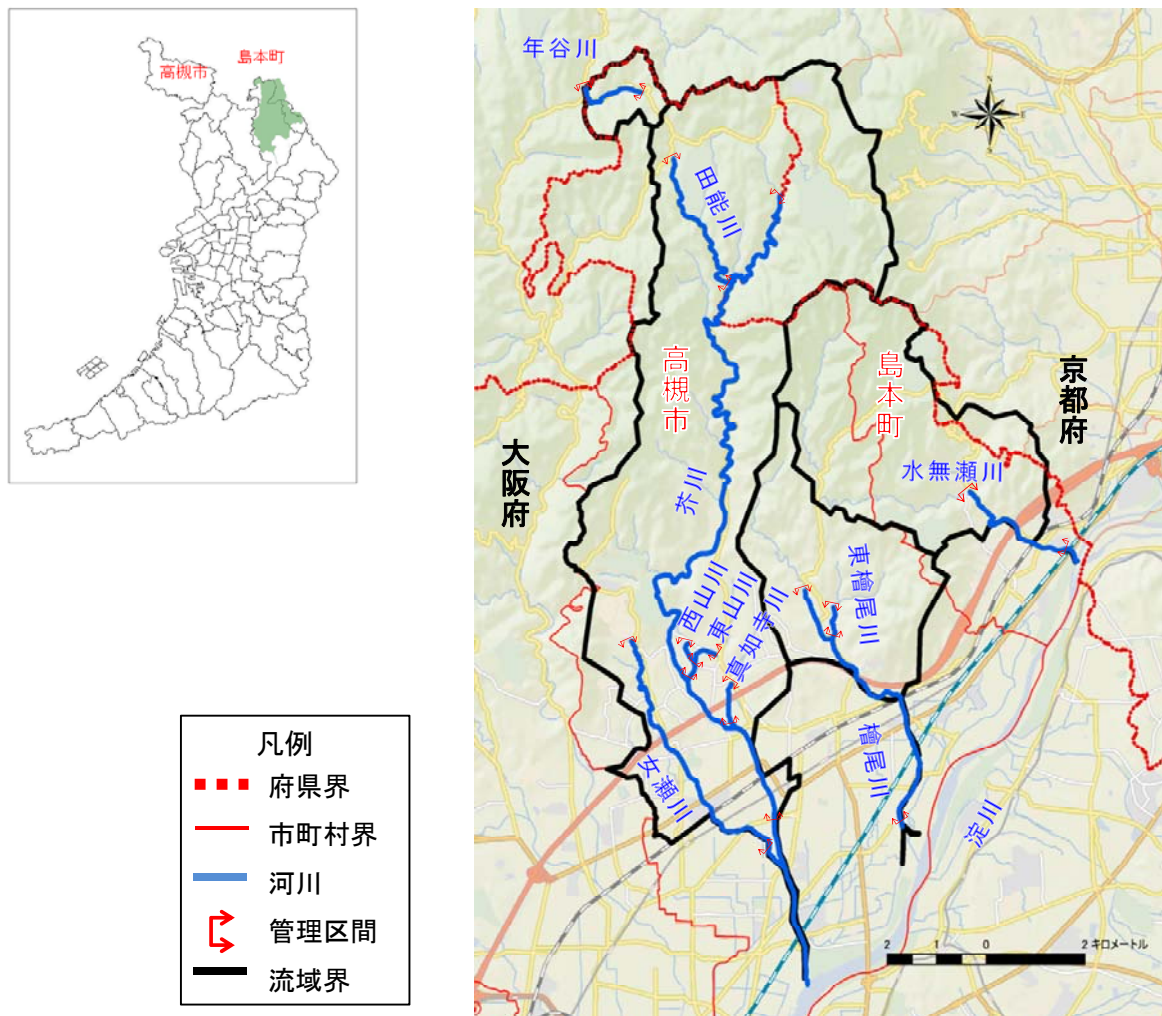 高槻市
島本町
年谷川
N
W
E
S
田能川
高槻市
島本町
京都府
大阪府
水無瀬川
芥川
東檜尾川
西山川
東山川
真如寺川
女瀬川
檜尾川
淀川
2 1 0 2 キロメートル
凡例
府県界
市町村界
河川
管理区間
流域界